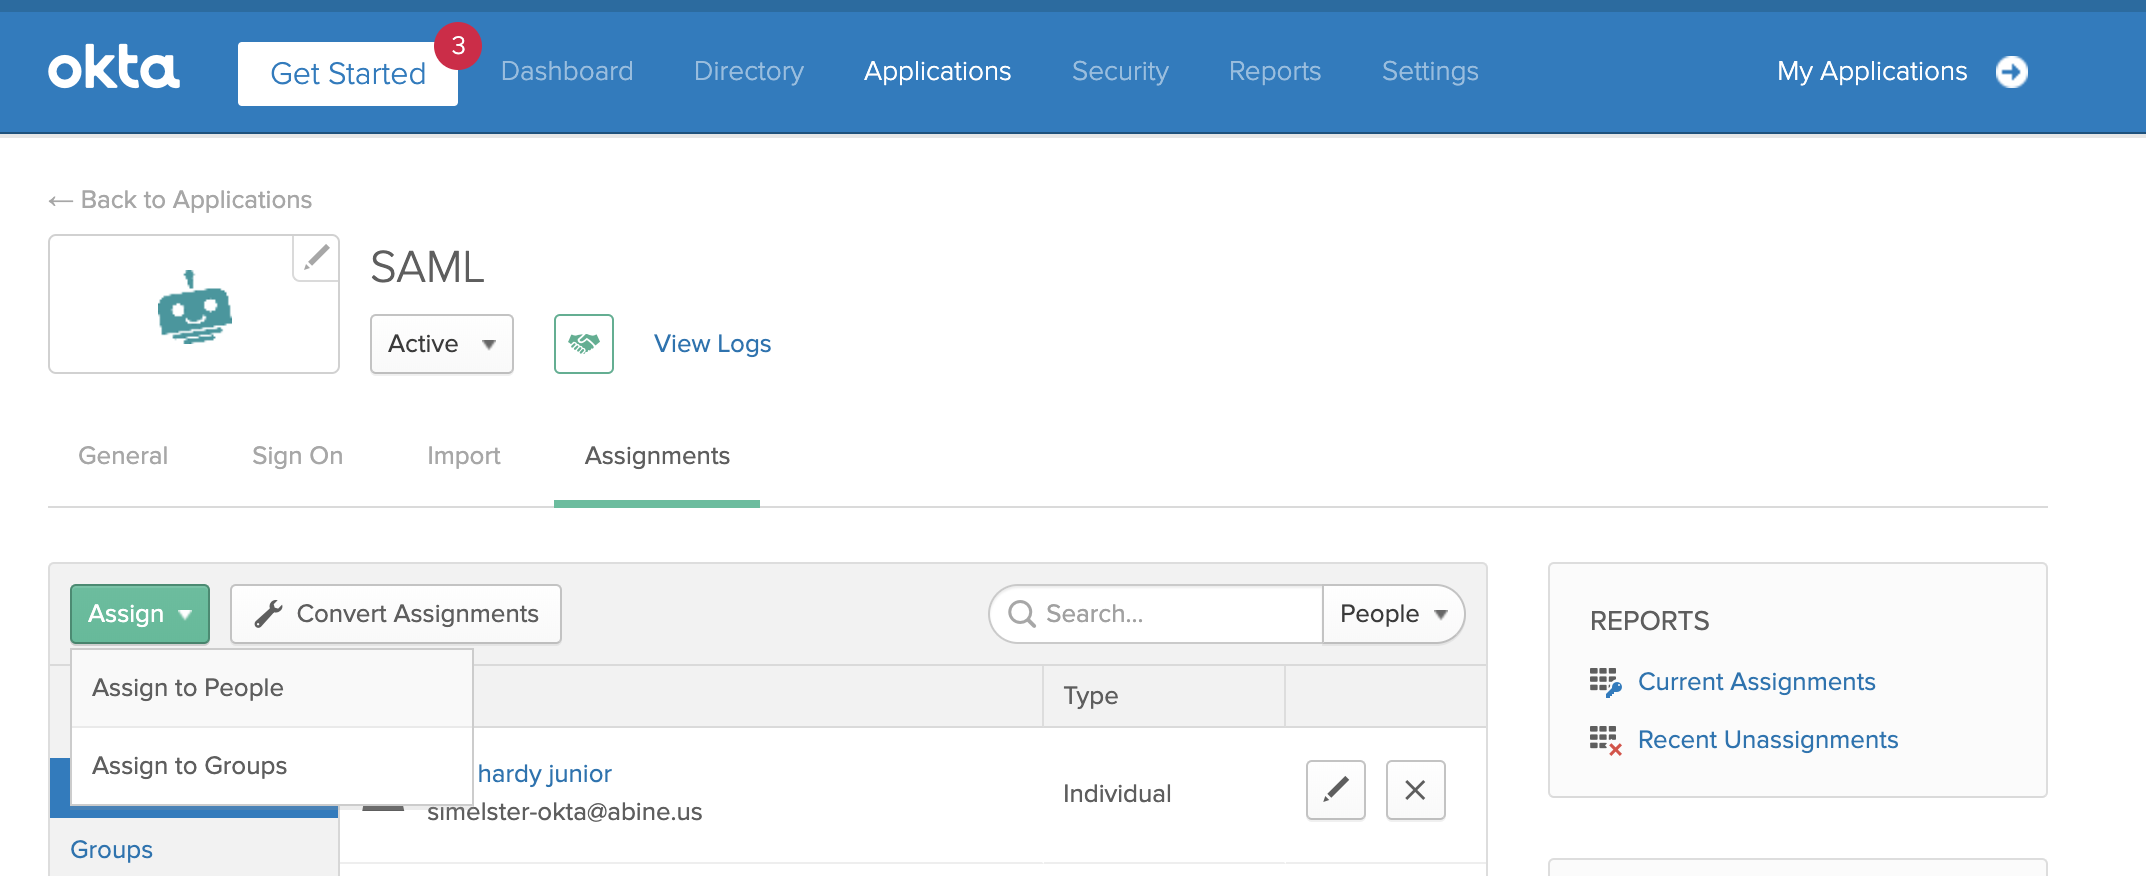 okta
Get Started
3
Dashboard
Directory
Applications
Security
Reports
Settings
My Applications
← Back to Applications
SAML
Active
View Logs
General
Sign On
Import
Assignments
Assign
Convert Assignments
Search...
People
Assign to People
Assign to Groups
Type
hardy junior
simelster-okta@abine.us
Individual
Groups
REPORTS
Current Assignments
Recent Unassignments